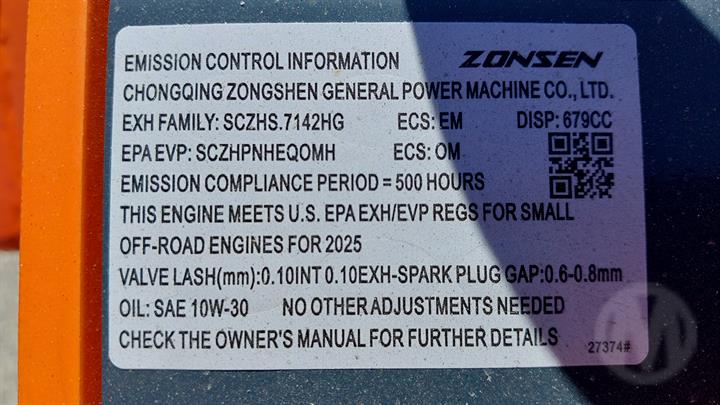 EMISSION CONTROL INFORMATION ZONSEN
CHONGQING ZONGSHEN GENERAL POWER MACHINE CO., LTD.
EXH FAMILY: SCZHS.7142HG ECS: EM DISP: 679CC
EPA EVP: SCZHPNHEQOMH ECS: OM
EMISSION COMPLIANCE PERIOD = 500 HOURS
THIS ENGINE MEETS U.S. EPA EXH/EVP REGS FOR SMALL
OFF-ROAD ENGINES FOR 2025
VALVE LASH(mm):0.10INT 0.10EXH-SPARK PLUG GAP:0.6-0.8mm
OIL: SAE 10W-30 NO OTHER ADJUSTMENTS NEEDED
CHECK THE OWNER'S MANUAL FOR FURTHER DETAILS 27374#